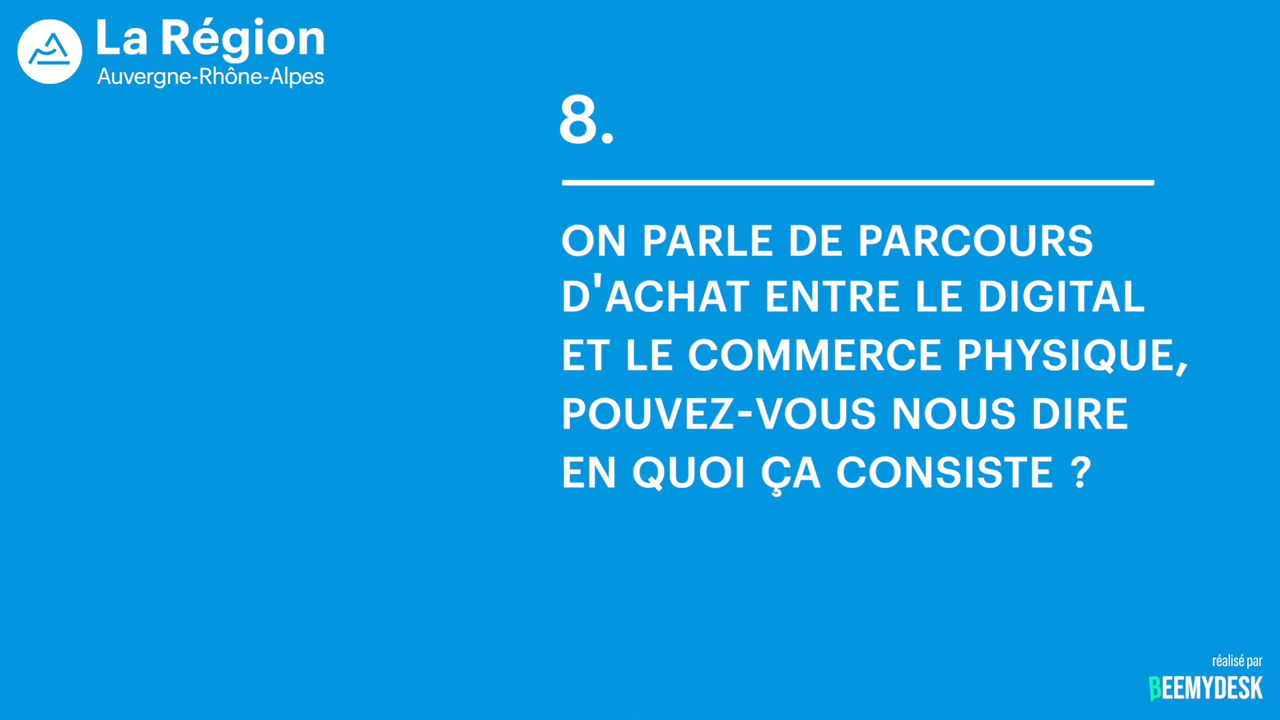 La Région
Auvergne-Rhône-Alpes
8.
ON PARLE DE PARCOURS
D'ACHAT ENTRE LE DIGITAL
ET LE COMMERCE PHYSIQUE,
POUVEZ-VOUS NOUS DIRE
EN QUOI ÇA CONSISTE ?
réalisé par
BEEMYDESK